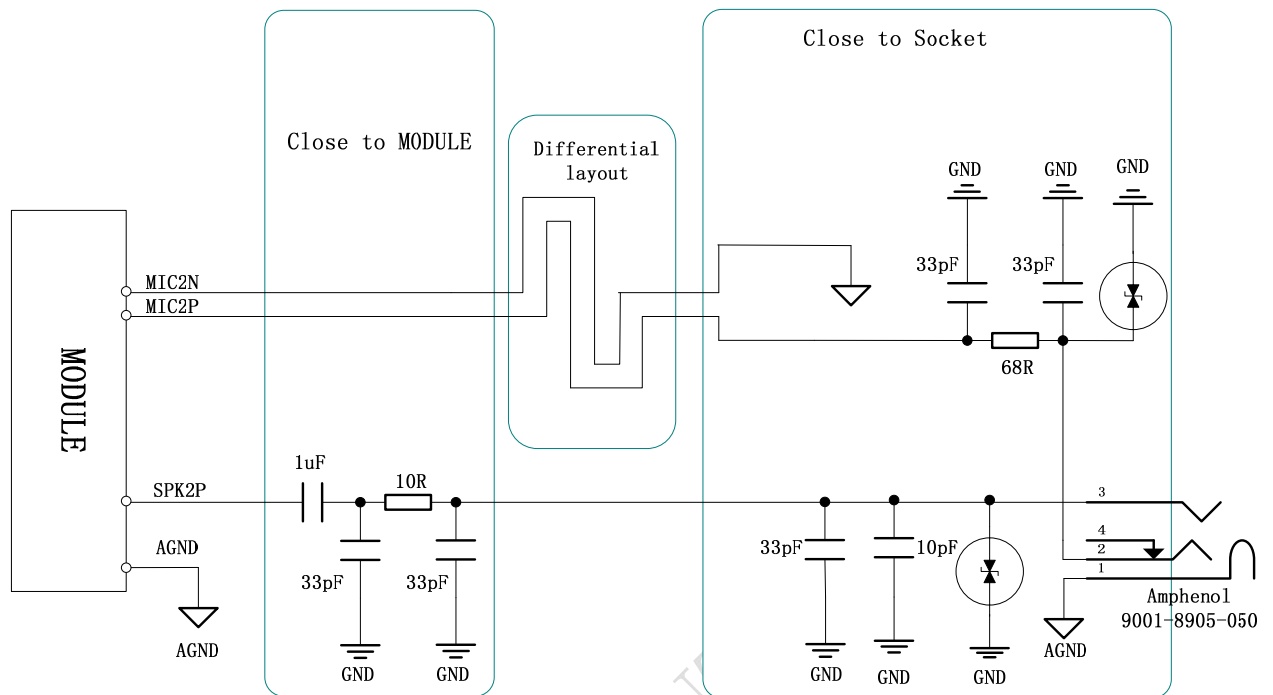 Close to Socket
Close to MODULE
Differential
layout
GND
GND
GND
33pF
33pF
MIC2N
MIC2P
68R
MODULE
1uF
10R
SPK2P
3
4
2
1
AGND
33pF
33pF
33pF
10pF
Amphenol
9001-8905-050
AGND
GND
GND
GND
GND
GND
AGND